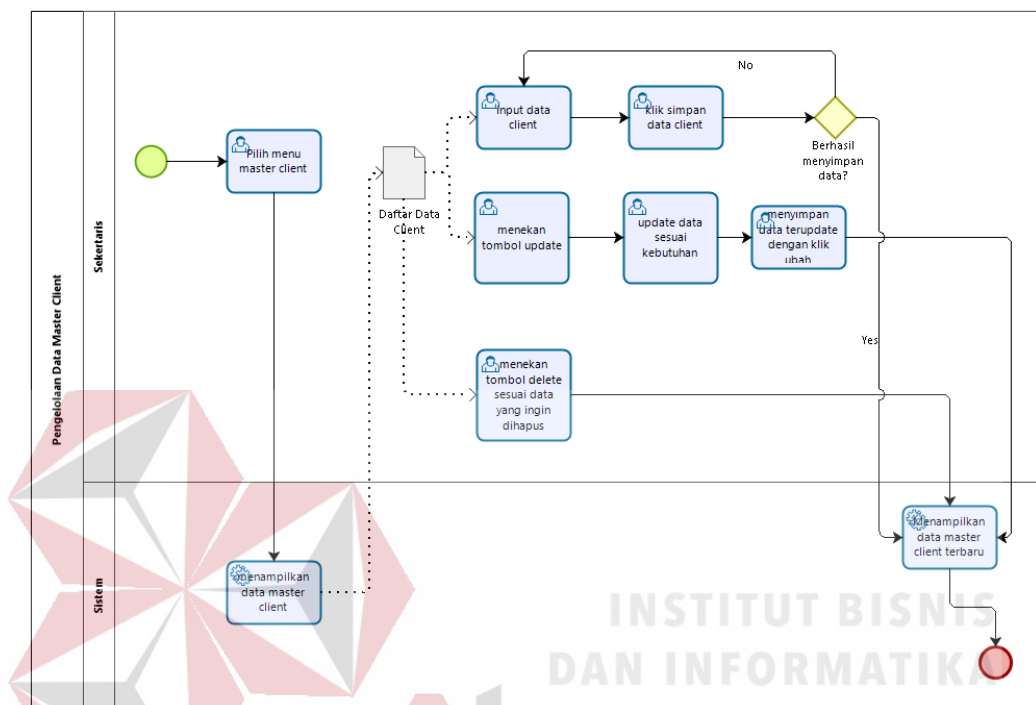 Pengelolaan Data Master Client
Sekertaris
Pilih menu
master client
Daftar Data
Client
input data
client
klik simpan
data client
No
Berhasil
menyimpan
data?
menekan
tombol update
update data
sesuai
kebutuhan
menyimpan
data terupdate
dengan klik
ubah
Yes
menekan
tombol delete
sesuai data
yang ingin
dihapus
Sistem
menampilkan
data master
client
Menampilkan
data master
client terbaru
INSTITUT BISNIS
DAN INFORMATIKA